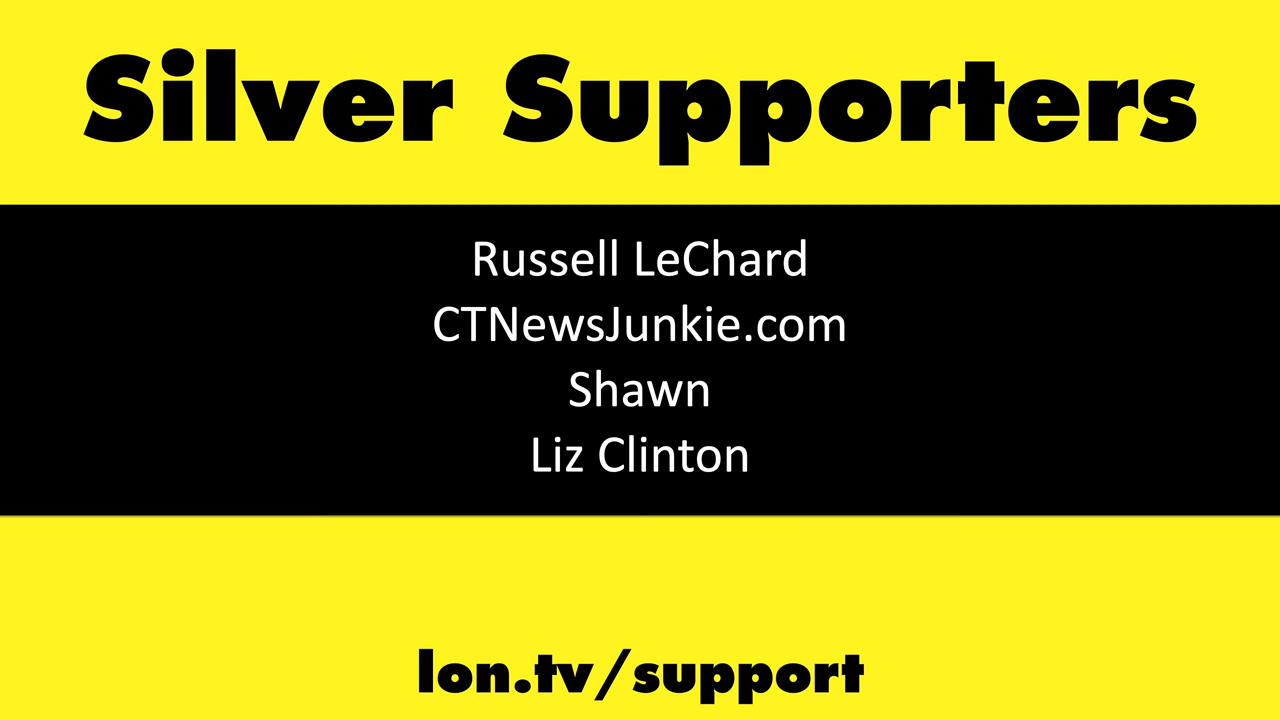 Silver Supporters
Russell LeChard
CTNewsJunkie.com
Shawn
Liz Clinton
lon.tv/support